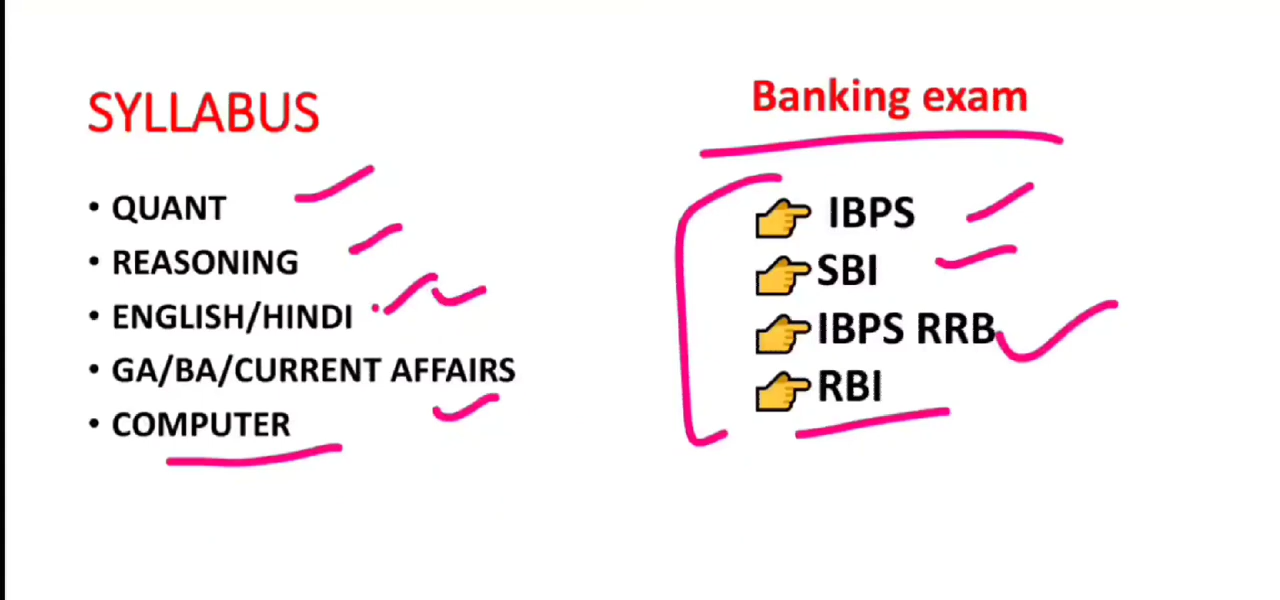 SYLLABUS
• QUANT
• REASONING
• ENGLISH/HINDI
• GA/BA/CURRENT AFFAIRS
• COMPUTER
Banking exam
👉 IBPS
👉SBI
👉IBPS RRB
👉RBI